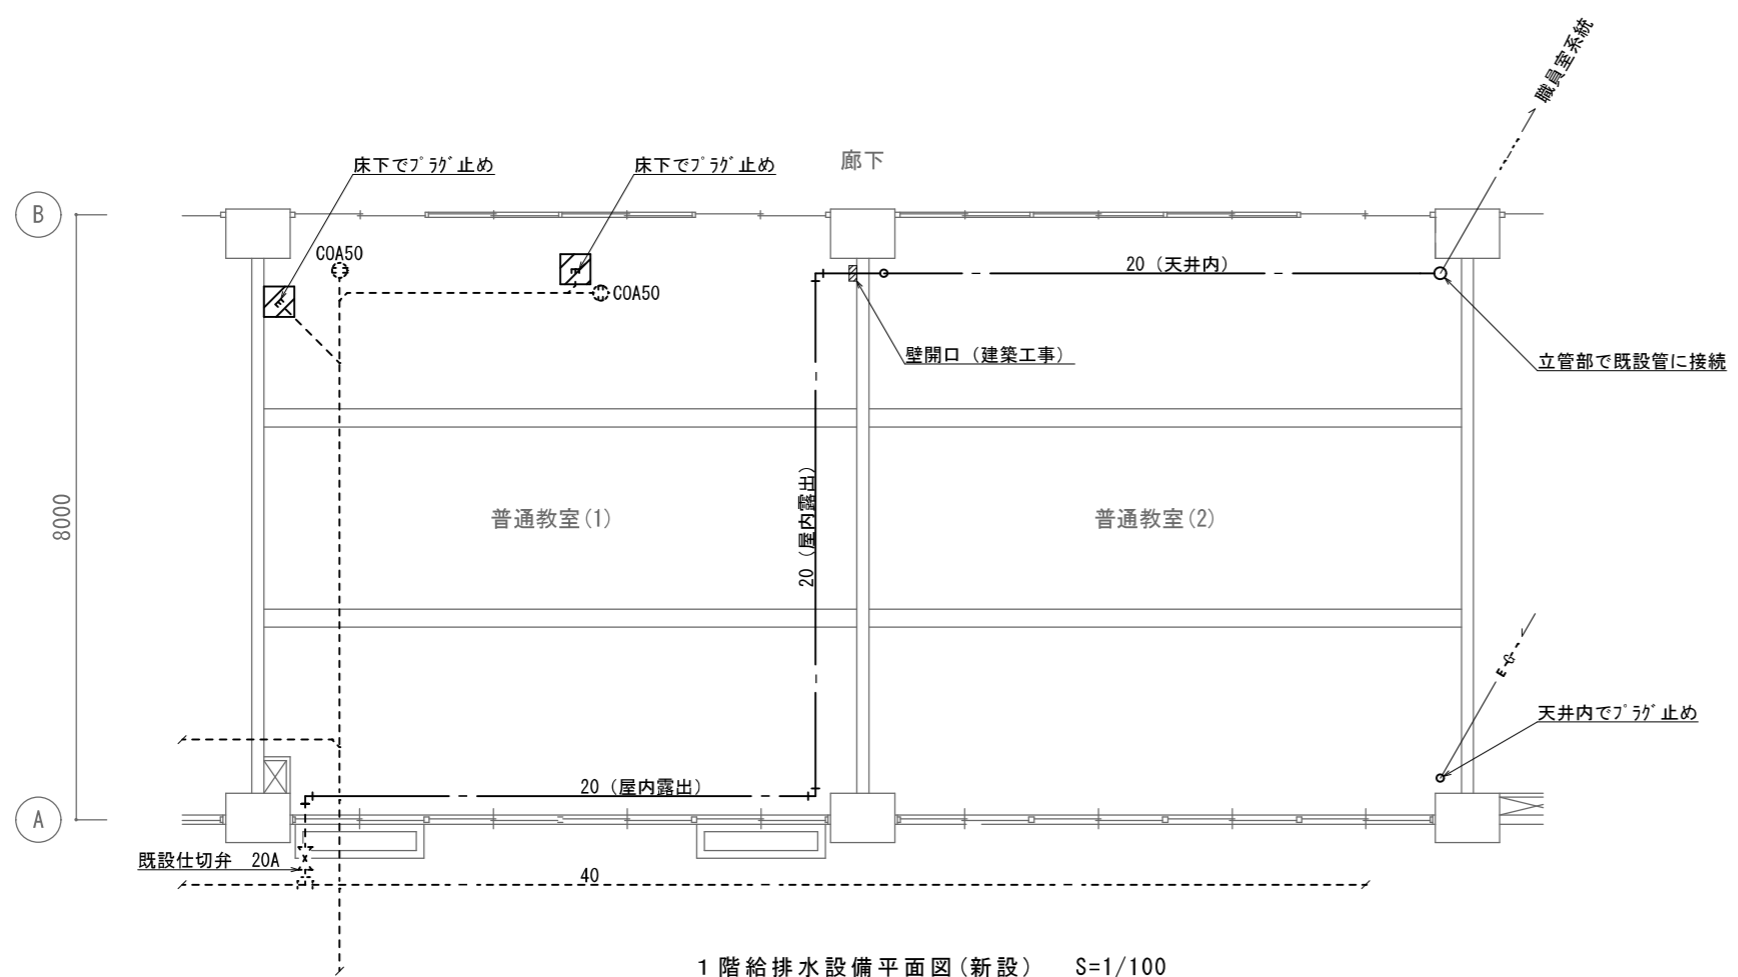 職員室系統
廊下
床下でﾌﾟﾗｸﾞ止め
床下でﾌﾟﾗｸﾞ止め
B
COA50
20（天井内）
E
COA50
E
壁開口（建築工事）
立管部で既設管に接続
8000
普通教室(1)
20（屋内露出）
普通教室(2)
E
天井内でﾌﾟﾗｸﾞ止め
20（屋内露出）
A
既設仕切弁　20A
40
１階給排水設備平面図(新設)　S=1/100